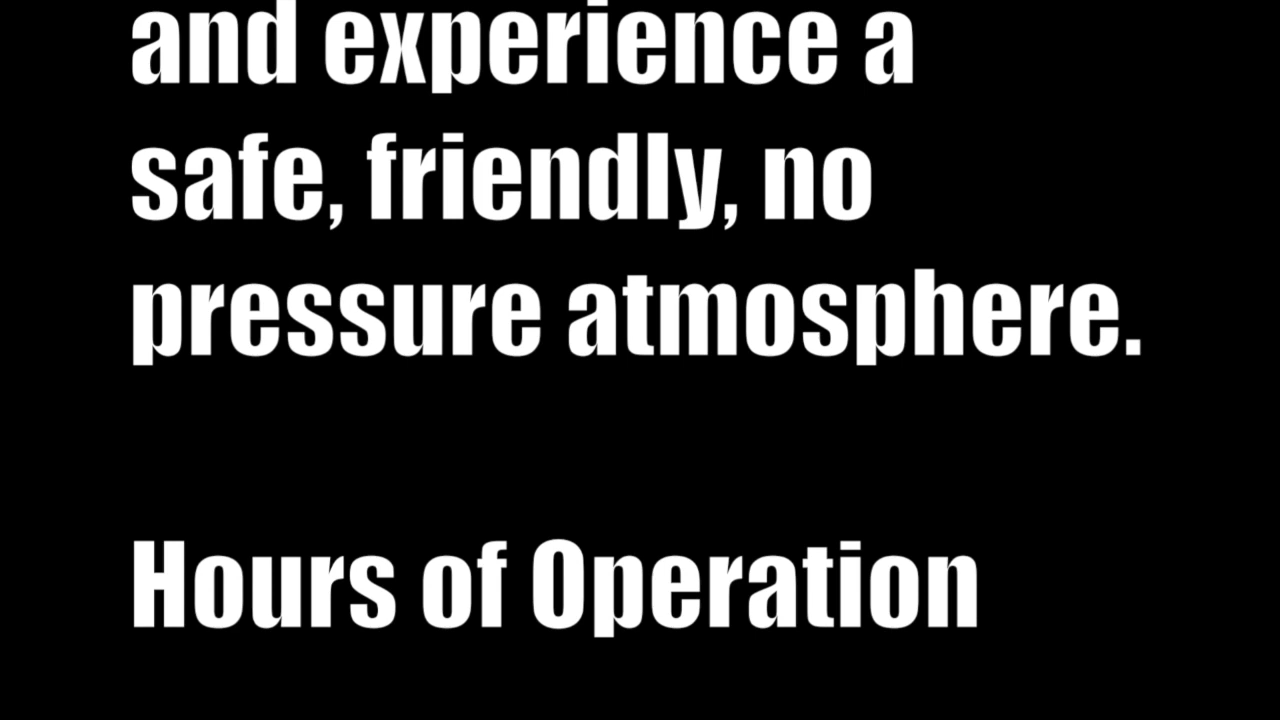 and experience a
safe, friendly, no
pressure atmosphere.
Hours of Operation